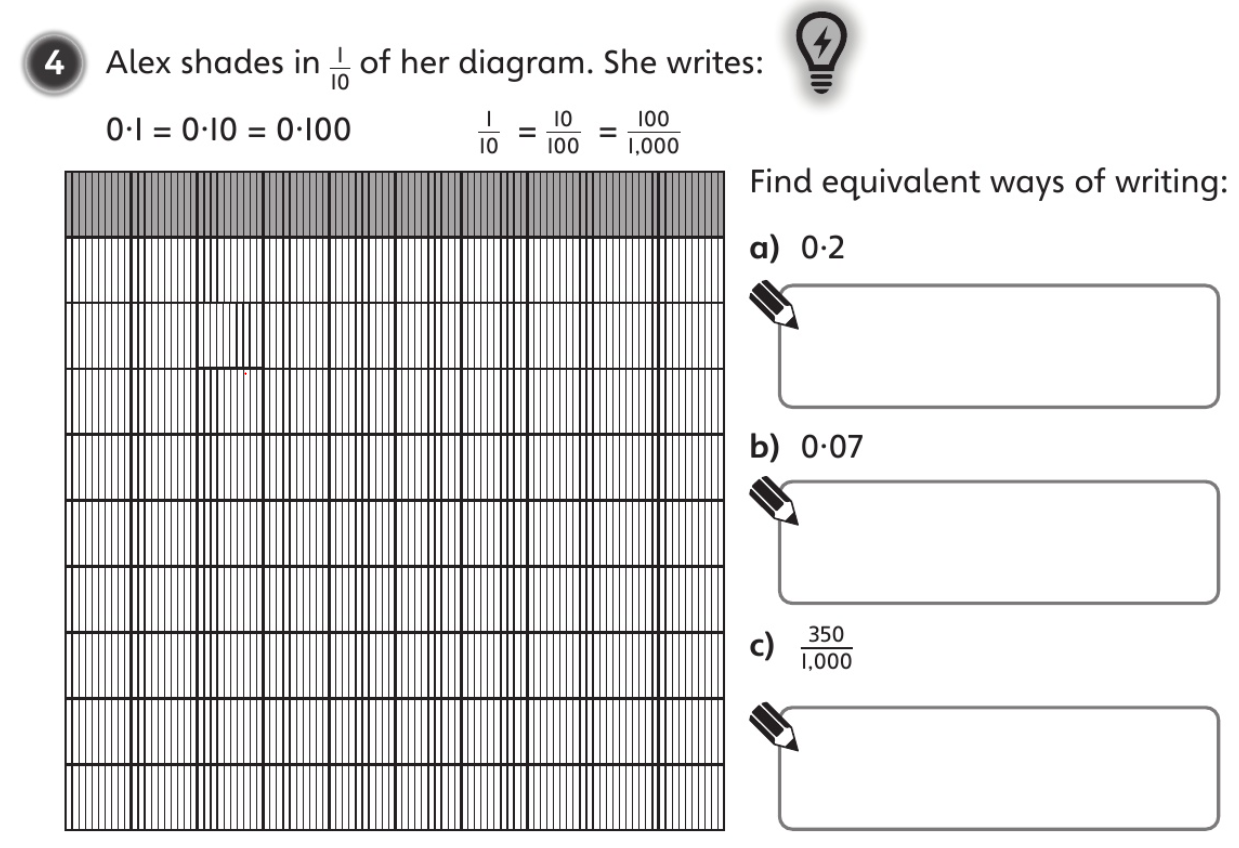 4 Alex shades in 1/10 of her diagram. She writes:
0·1 = 0·10 = 0·100 1/10 = 10/100 = 100/1,000
Find equivalent ways of writing:
a) 0·2
b) 0·07
c) 350/1,000